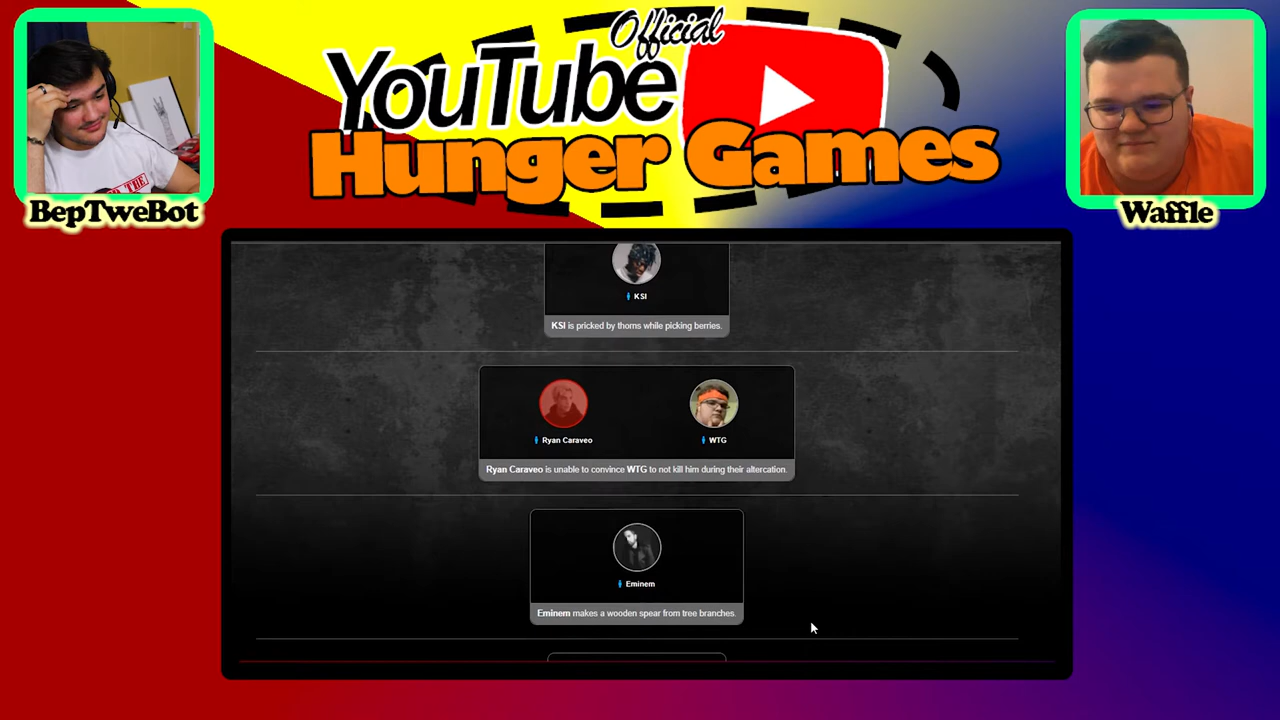 Official
YouTube
Hunger Games
BepTweBot
Waffle
KSI
KSI is pricked by thorns while picking berries.
Ryan Caraveo
WTG
Ryan Caraveo is unable to convince WTG to not kill him during their altercation.
Eminem
Eminem makes a wooden spear from tree branches.